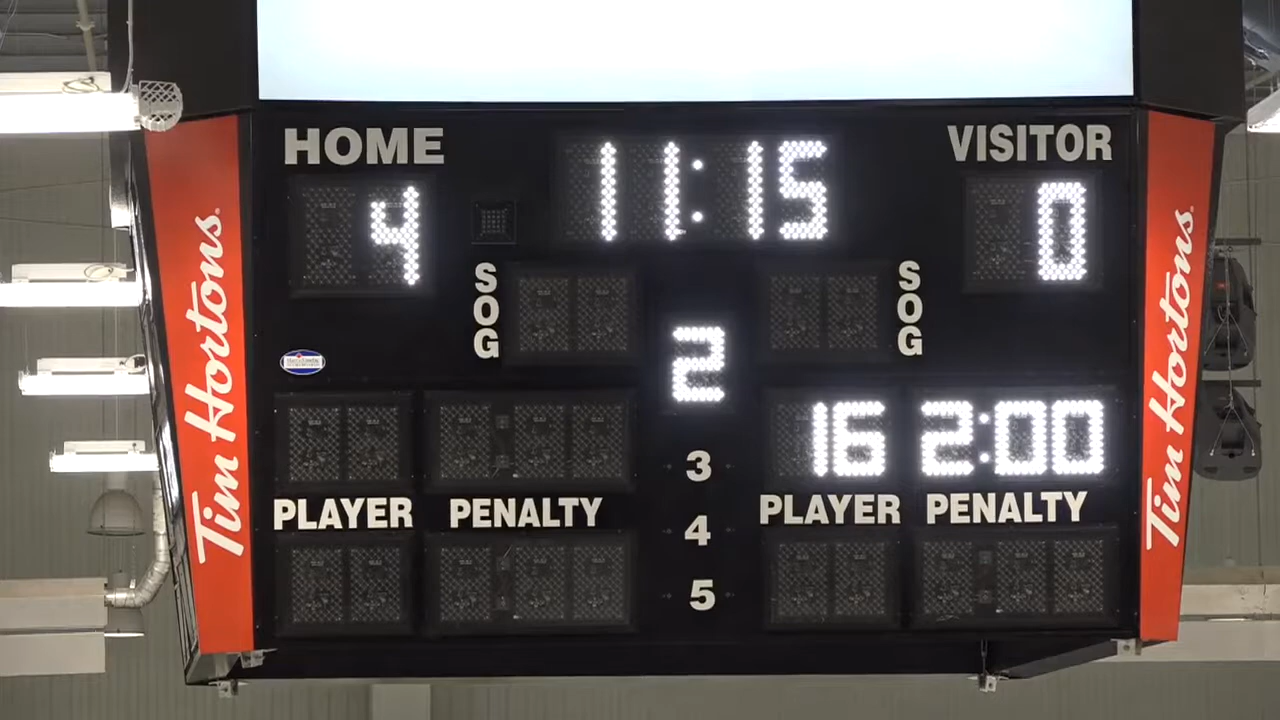 HOME
11:15
VISITOR
4
0
SOG
SOG
2
16 2:00
3
PLAYER PENALTY
PLAYER PENALTY
4
5
Tim Hortons.
Tim Hortons.